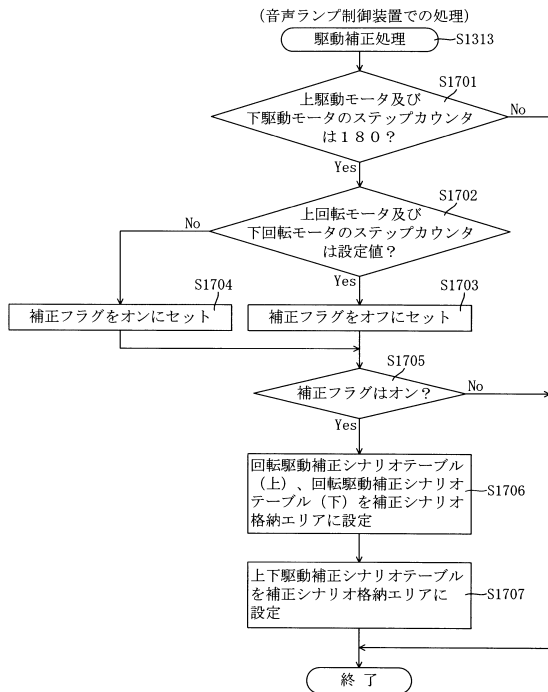 （音声ランプ制御装置での処理）
駆動補正処理
S1313
S1701
上駆動モータ及び
下駆動モータのステップカウンタ
は１８０？
No
Yes
S1702
上回転モータ及び
下回転モータのステップカウンタ
は設定値？
No
Yes
S1704
補正フラグをオンにセット
S1703
補正フラグをオフにセット
S1705
補正フラグはオン？
No
Yes
回転駆動補正シナリオテーブル
（上）、回転駆動補正シナリオ
テーブル（下）を補正シナリオ
格納エリアに設定
S1706
上下駆動補正シナリオテーブル
を補正シナリオ格納エリアに
設定
S1707
終 了